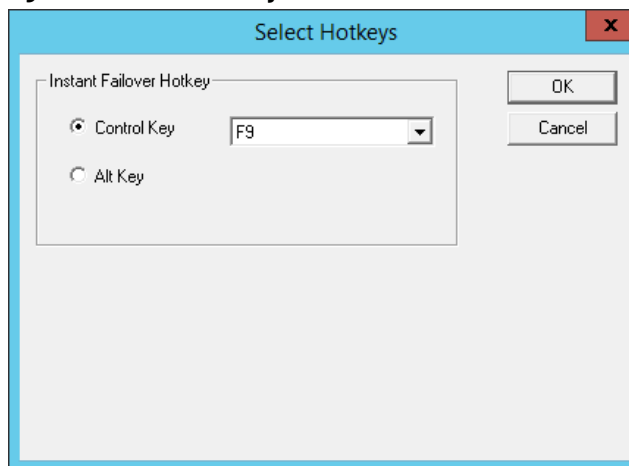 Select Hotkeys
x
Instant Failover Hotkey
OK
Control Key
F9
Cancel
Alt Key